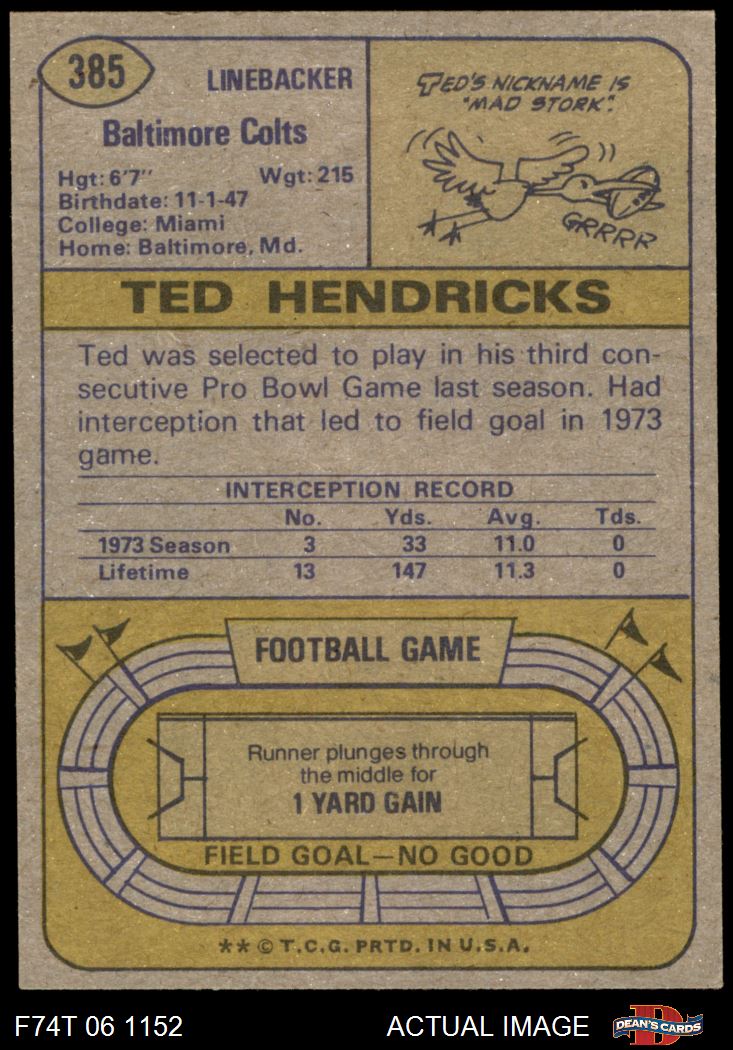 385
LINEBACKER
Baltimore Colts
Hgt: 6'7" Wgt: 215
Birthdate: 11-1-47
College: Miami
Home: Baltimore, Md.
TED'S NICKNAME IS
"MAD STORK".
GRRRR
TED HENDRICKS
Ted was selected to play in his third con-
secutive Pro Bowl Game last season. Had
interception that led to field goal in 1973
game.
INTERCEPTION RECORD
No. Yds. Avg. Tds.
1973 Season 3 33 11.0 0
Lifetime 13 147 11.3 0
FOOTBALL GAME
Runner plunges through
the middle for
1 YARD GAIN
FIELD GOAL—NO GOOD
** © T.C.G. PRTD. IN U.S.A.
F74T 06 1152 ACTUAL IMAGE
D
DEAN'S CARDS